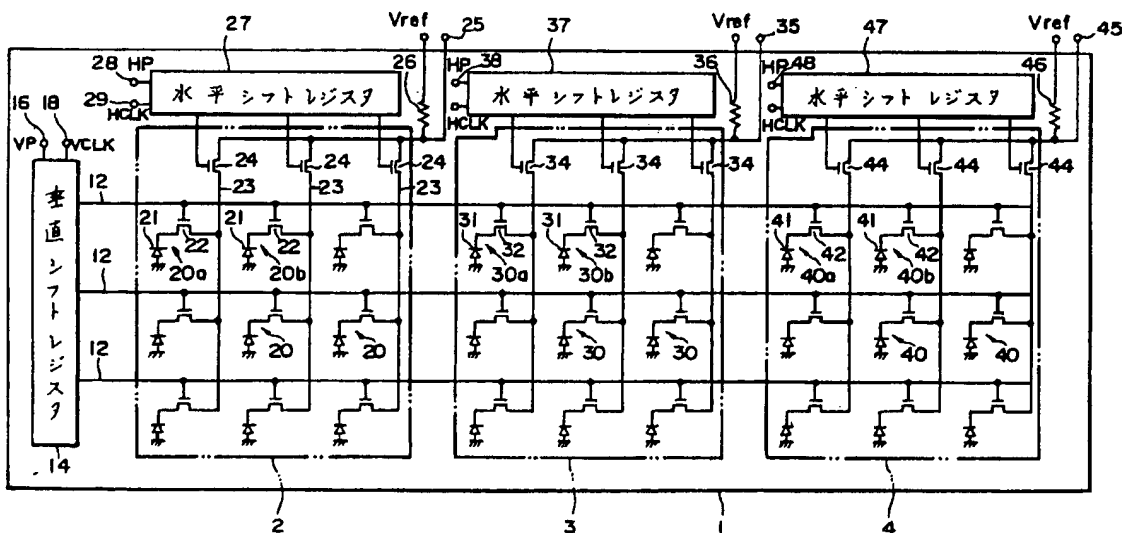 27 Vref 25 37 Vref 35 47 Vref 45
HP HP HP
28 38 48
水平シフトレジスタ 26 水平シフトレジスタ 36 水平シフトレジスタ 46
29
HCLK HCLK HCLK
16 18
VP VCLK
24 24 24 34 34 34 44 44 44
23 23 23
12
21 21 31 31 41 41
22 22 32 32 42 42
20a 20b 30a 30b 40a 40b
垂直シフトレジスタ
12
20 20 30 30 40 40
12
14
2 3 1 4